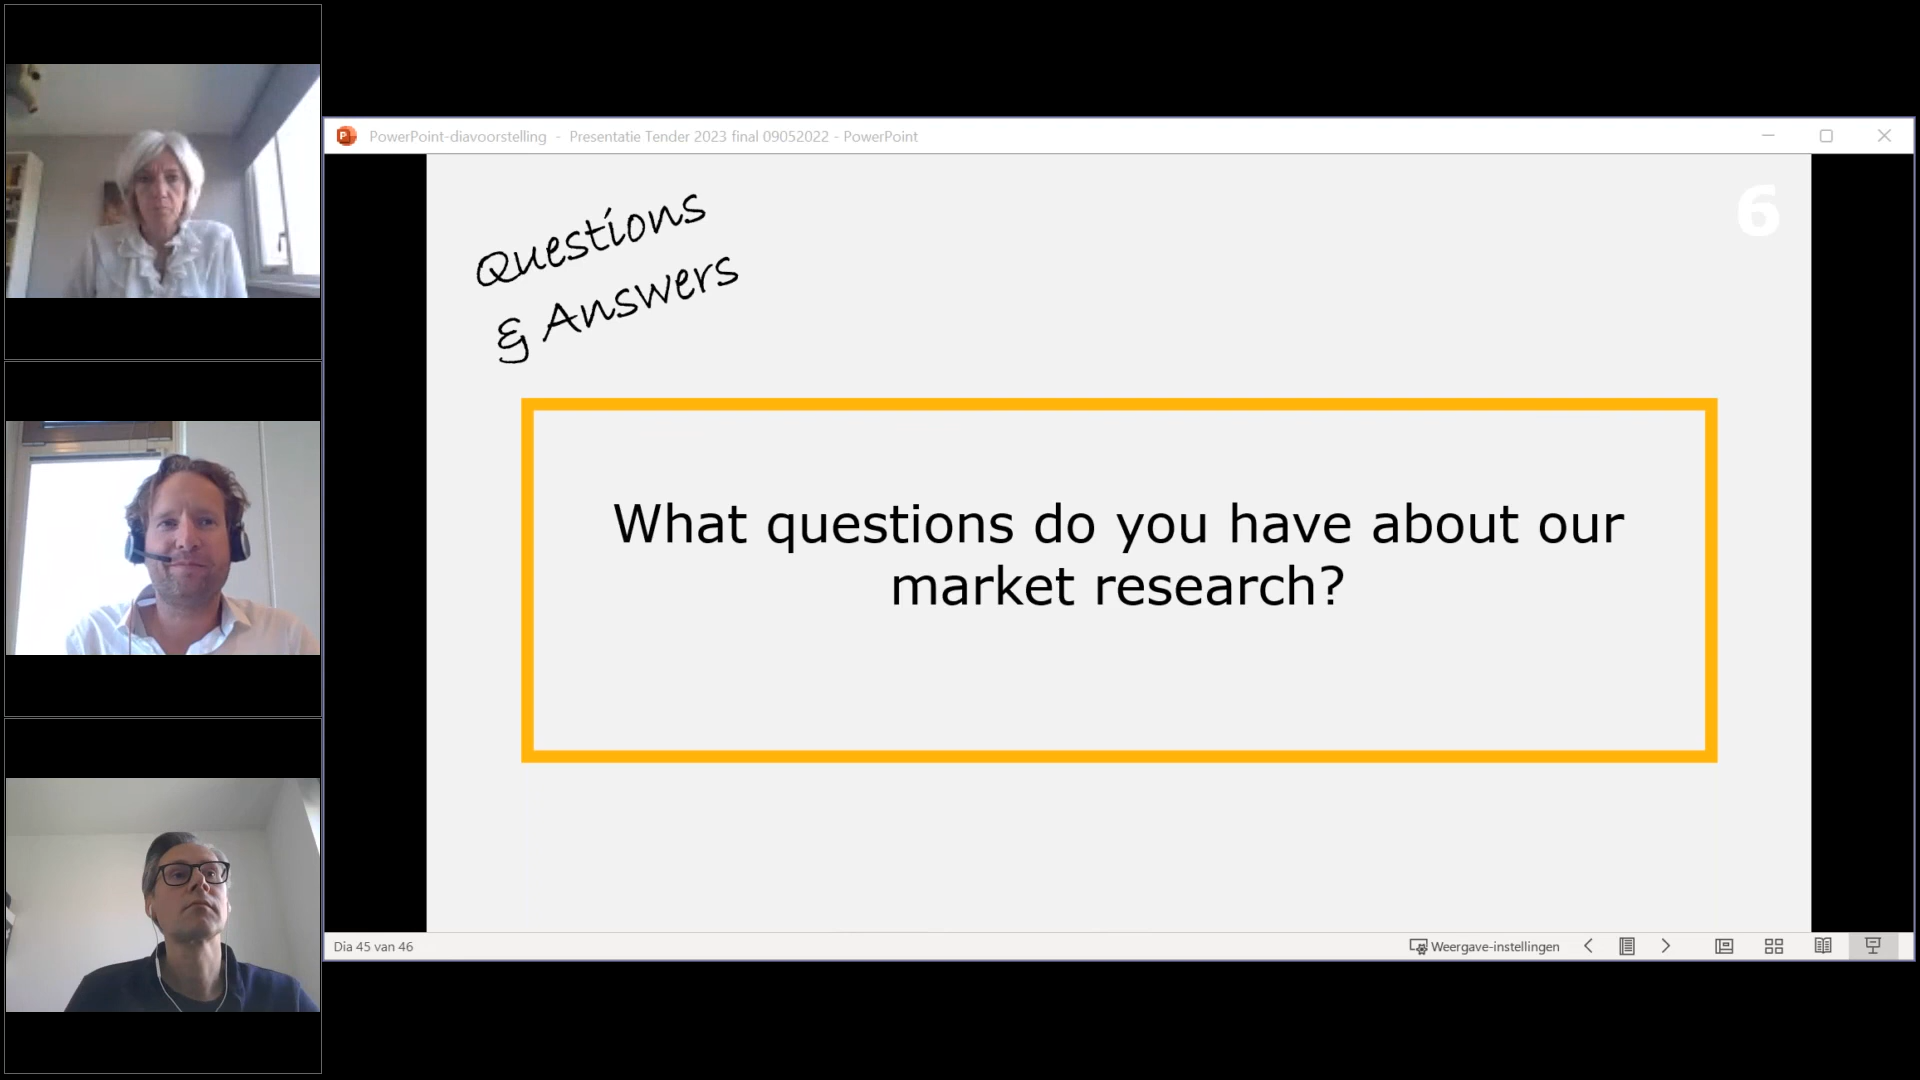 PowerPoint-diavoorstelling - Presentatie Tender 2023 final 09052022 - PowerPoint
6
Questions
& Answers
What questions do you have about our
market research?
Dia 45 van 46
Weergave-instellingen